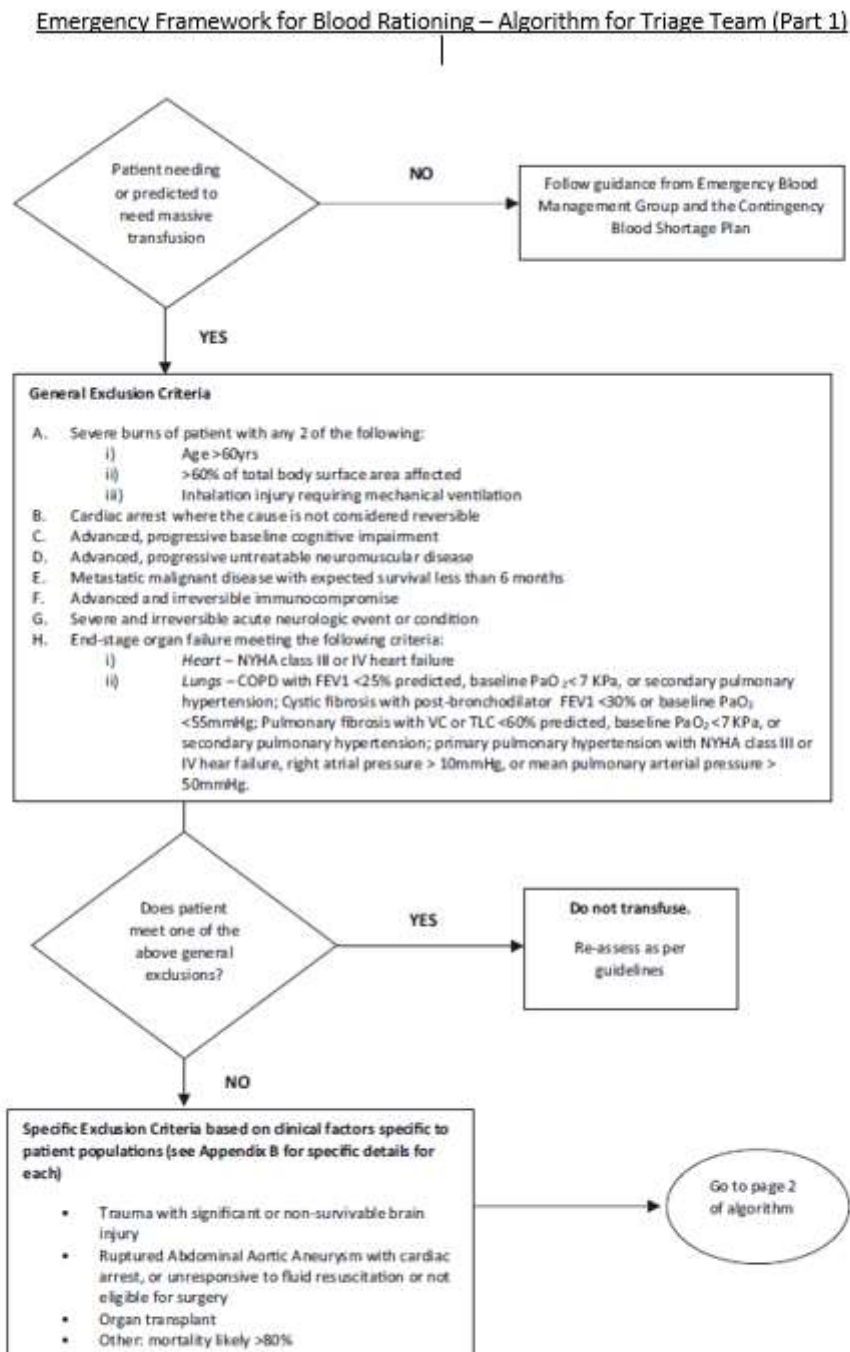 Emergency Framework for Blood Rationing – Algorithm for Triage Team (Part 1)
Patient needing
or predicted to
need massive
transfusion
NO
Follow guidance from Emergency Blood
Management Group and the Contingency
Blood Shortage Plan
YES
General Exclusion Criteria
A. Severe burns of patient with any 2 of the following:
i) Age >60yrs
ii) >60% of total body surface area affected
iii) Inhalation injury requiring mechanical ventilation
B. Cardiac arrest where the cause is not considered reversible
C. Advanced, progressive baseline cognitive impairment
D. Advanced, progressive untreatable neuromuscular disease
E. Metastatic malignant disease with expected survival less than 6 months
F. Advanced and irreversible immunocompromise
G. Severe and irreversible acute neurologic event or condition
H. End-stage organ failure meeting the following criteria:
i) Heart – NYHA class III or IV heart failure
ii) Lungs – COPD with FEV1 <25% predicted, baseline PaO₂< 7 KPa, or secondary pulmonary
hypertension; Cystic fibrosis with post-bronchodilator FEV1 <30% or baseline PaO₂
<55mmHg; Pulmonary fibrosis with VC or TLC <60% predicted, baseline PaO₂ <7 KPa, or
secondary pulmonary hypertension; primary pulmonary hypertension with NYHA class III or
IV hear failure, right atrial pressure > 10mmHg, or mean pulmonary arterial pressure >
50mmHg.
Does patient
meet one of the
above general
exclusions?
YES
Do not transfuse.
Re-assess as per
guidelines
NO
Specific Exclusion Criteria based on clinical factors specific to
patient populations (see Appendix B for specific details for
each)
• Trauma with significant or non-survivable brain
injury
• Ruptured Abdominal Aortic Aneurysm with cardiac
arrest, or unresponsive to fluid resuscitation or not
eligible for surgery
• Organ transplant
• Other: mortality likely >80%
Go to page 2
of algorithm